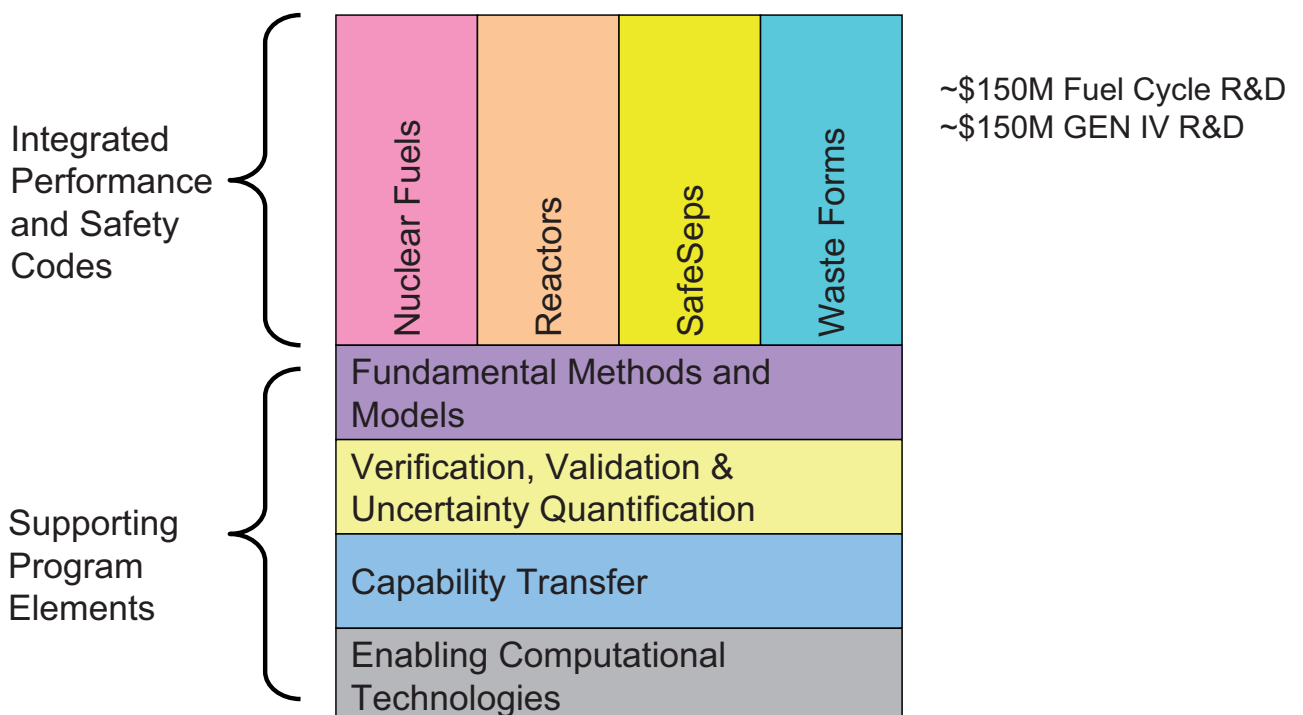 Integrated
Performance
and Safety
Codes
Nuclear Fuels
Reactors
SafeSeps
Waste Forms
~$150M Fuel Cycle R&D
~$150M GEN IV R&D
Supporting
Program
Elements
Fundamental Methods and
Models
Verification, Validation &
Uncertainty Quantification
Capability Transfer
Enabling Computational
Technologies